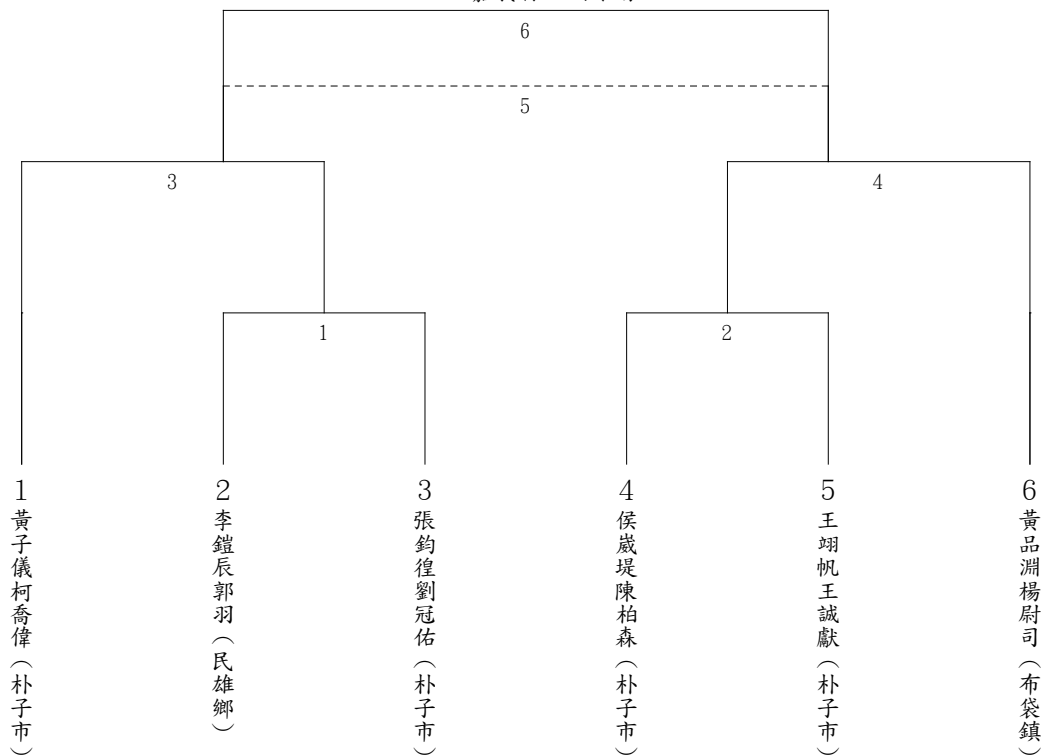 6
5
3
4
1
2
1
黃子儀柯喬偉（朴子市）
2
李鎧辰郭羽（民雄鄉）
3
張鈞徨劉冠佑（朴子市）
4
侯崴堤陳柏森（朴子市）
5
王翊帆王誠獻（朴子市）
6
黃品淵楊尉司（布袋鎮）